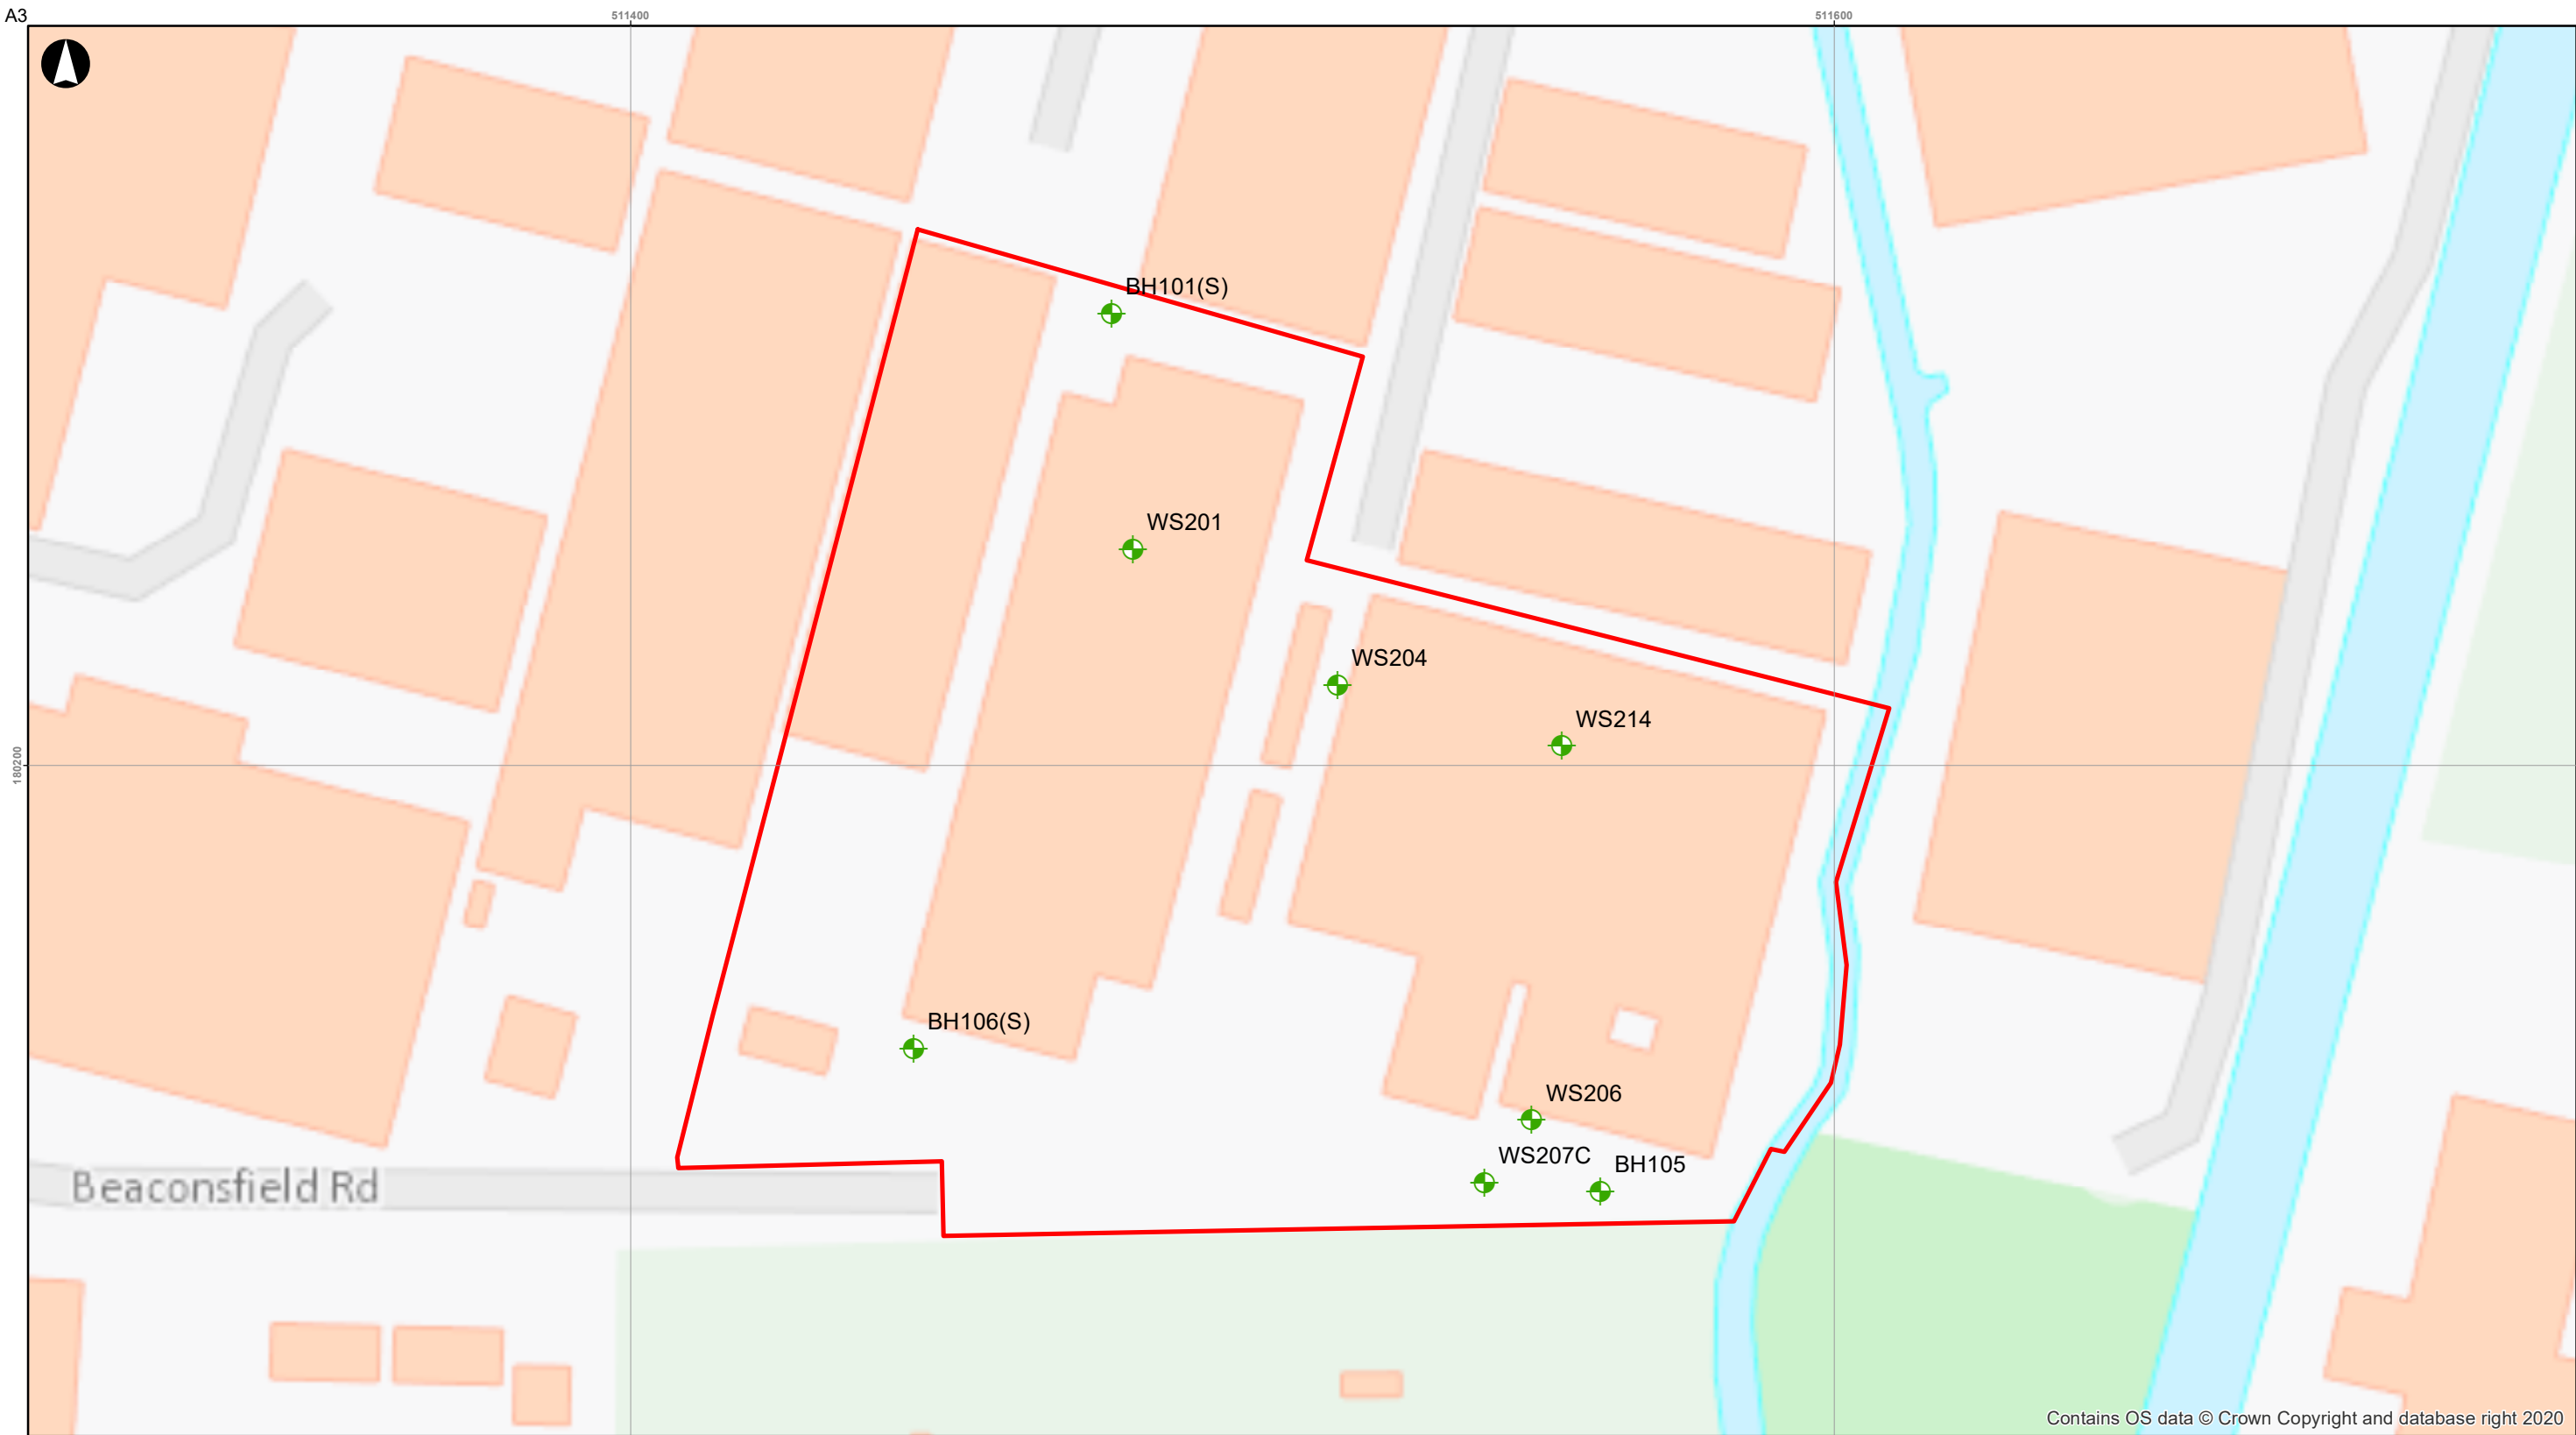 A3
511400
511600
BH101(S)
WS201
WS204
WS214
180200
BH106(S)
WS206
WS207C
BH105
Beaconsfield Rd
Contains OS data © Crown Copyright and database right 2020